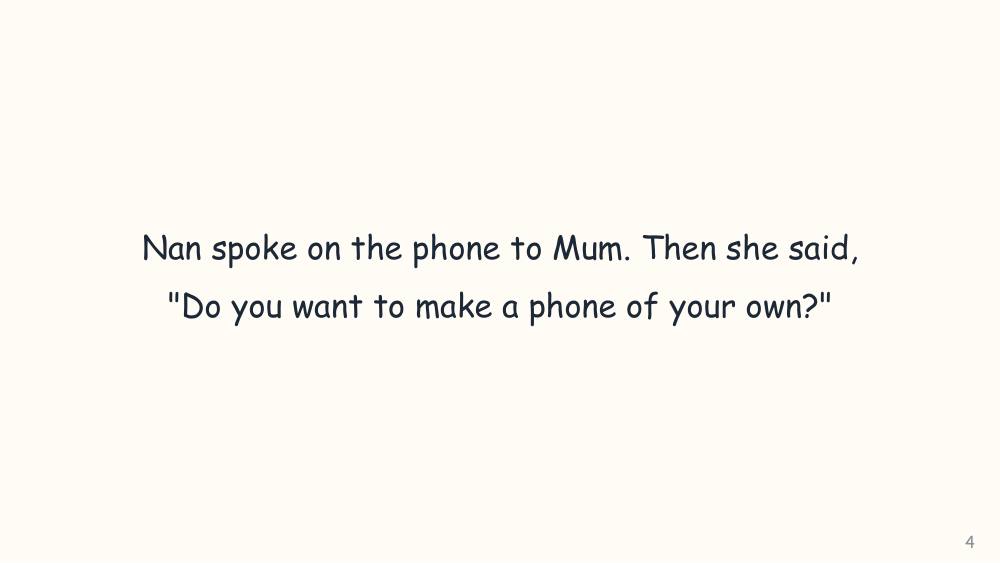 Nan spoke on the phone to Mum. Then she said,
"Do you want to make a phone of your own?"
4